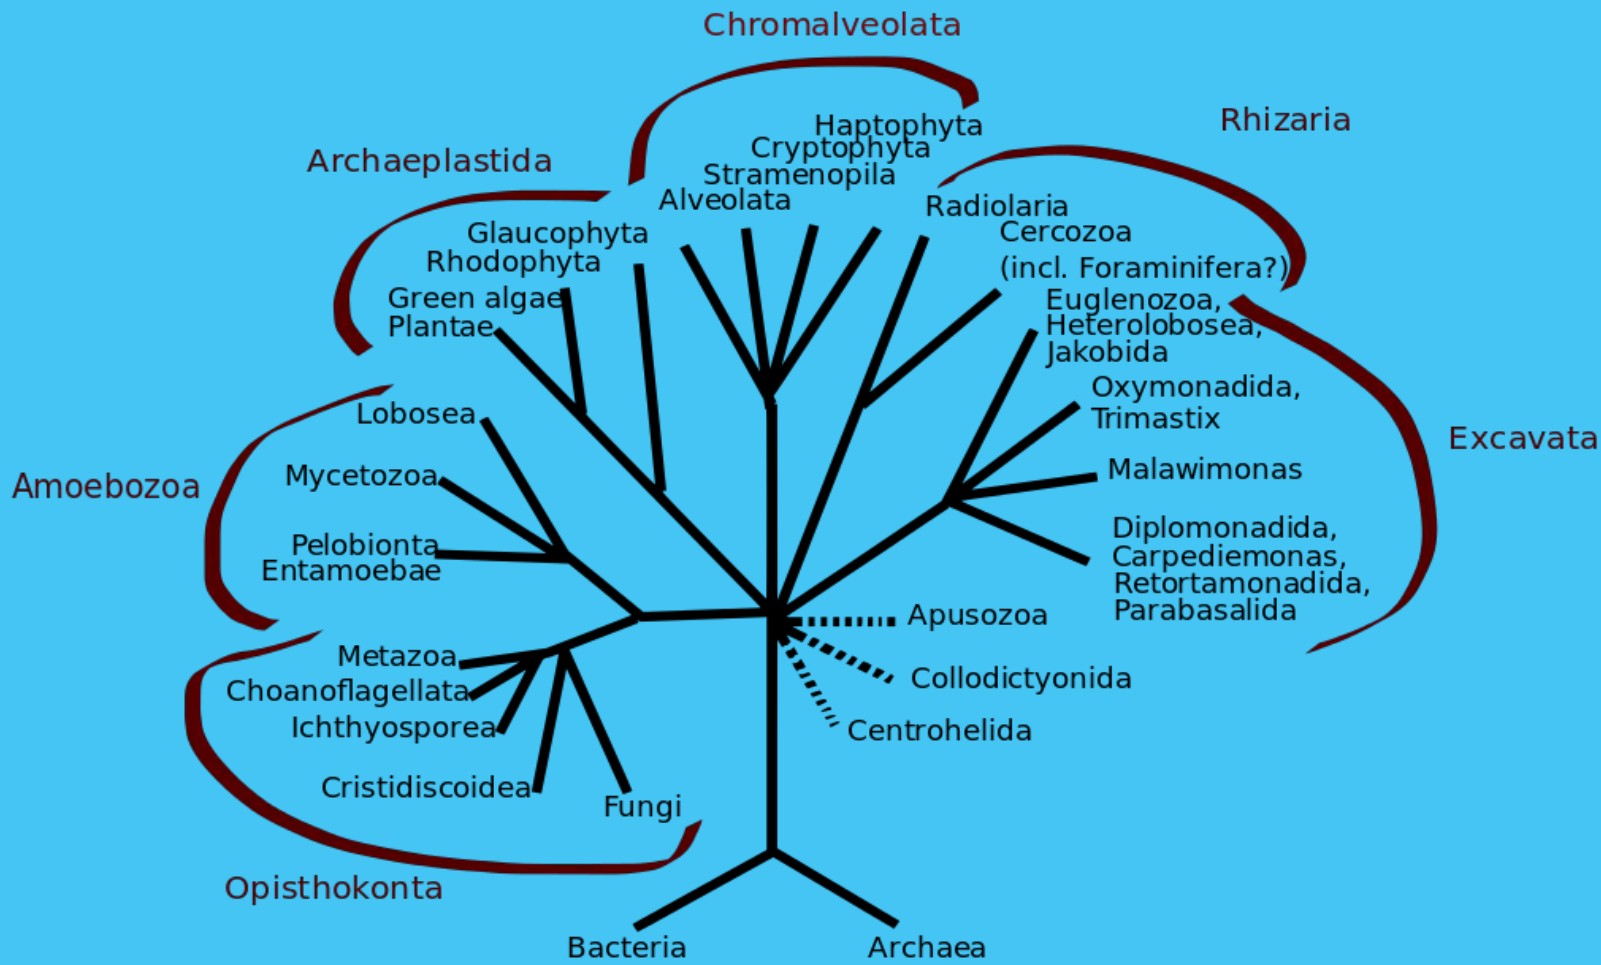 Chromalveolata
Haptophyta
Cryptophyta
Stramenopila
Alveolata
Rhizaria
Radiolaria
Cercozoa
(incl. Foraminifera?)
Archaeplastida
Glaucophyta
Rhodophyta
Green algae
Plantae
Euglenozoa,
Heterolobosea,
Jakobida
Oxymonadida,
Trimastix
Malawimonas
Diplomonadida,
Carpediemonas,
Retortamonadida,
Parabasalida
Excavata
Amoebozoa
Lobosea
Mycetozoa
Pelobionta
Entamoebae
Apusozoa
Collodictyonida
Centrohelida
Metazoa
Choanoflagellata
Ichthyosporea
Cristidiscoidea
Fungi
Opisthokonta
Bacteria
Archaea